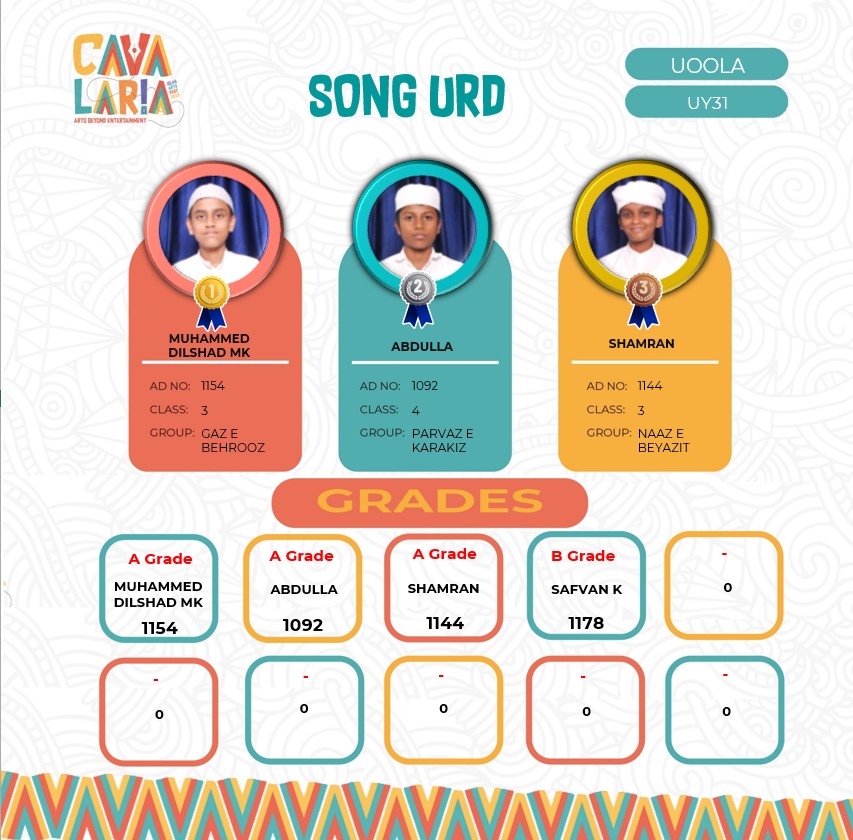 CAVA
LARIA
ARTS BEYOND ENTERTAINMENT
SONG URD
UOOLA
UY31
1
MUHAMMED
DILSHAD MK
AD NO: 1154
CLASS: 3
GROUP: GAZ E
BEHROOZ
2
ABDULLA
AD NO: 1092
CLASS: 4
GROUP: PARVAZ E
KARAKIZ
3
SHAMRAN
AD NO: 1144
CLASS: 3
GROUP: NAAZ E
BEYAZIT
GRADES
A Grade
MUHAMMED
DILSHAD MK
1154
A Grade
ABDULLA
1092
A Grade
SHAMRAN
1144
B Grade
SAFVAN K
1178
-
0
-
0
-
0
-
0
-
0
-
0